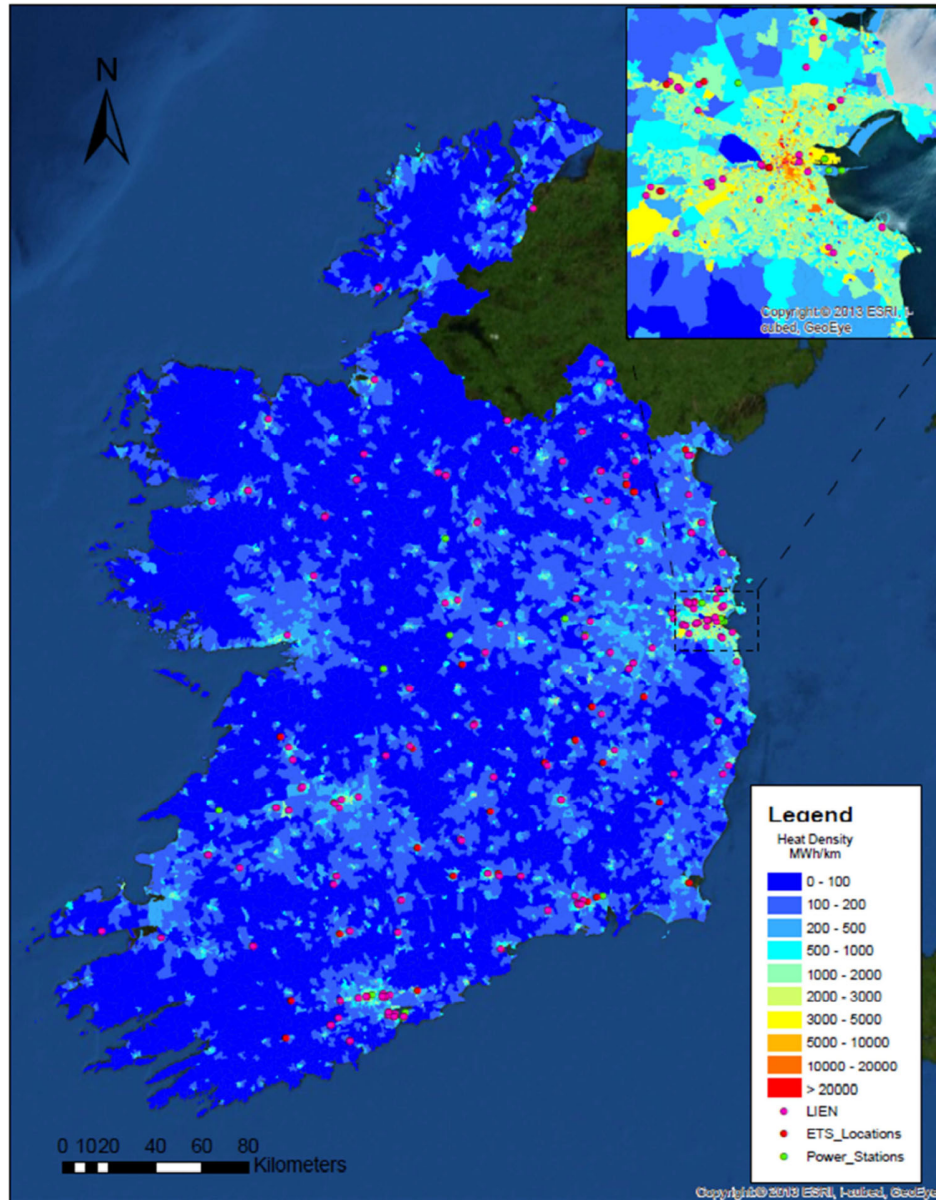 N
Copyright:© 2013 ESRI, i-
cubed, GeoEye
Legend
Heat Density
MWh/km
0 - 100
100 - 200
200 - 500
500 - 1000
1000 - 2000
2000 - 3000
3000 - 5000
5000 - 10000
10000 - 20000
> 20000
LIEN
ETS_Locations
Power_Stations
0 10 20 40 60 80
Kilometers
Copyright:© 2013 ESRI, i-cubed, GeoEye